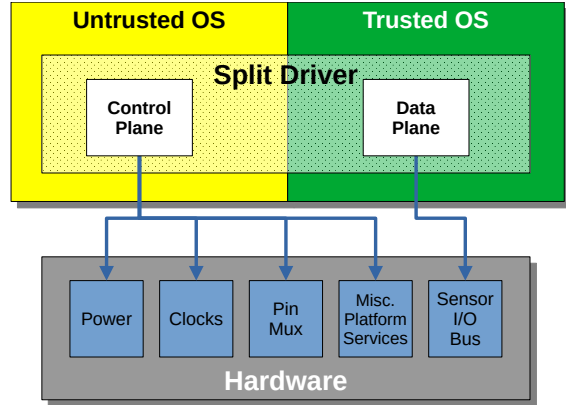 Untrusted OS
Trusted OS
Split Driver
Control
Plane
Data
Plane
Power
Clocks
Pin
Mux
Misc.
Platform
Services
Sensor
I/O
Bus
Hardware